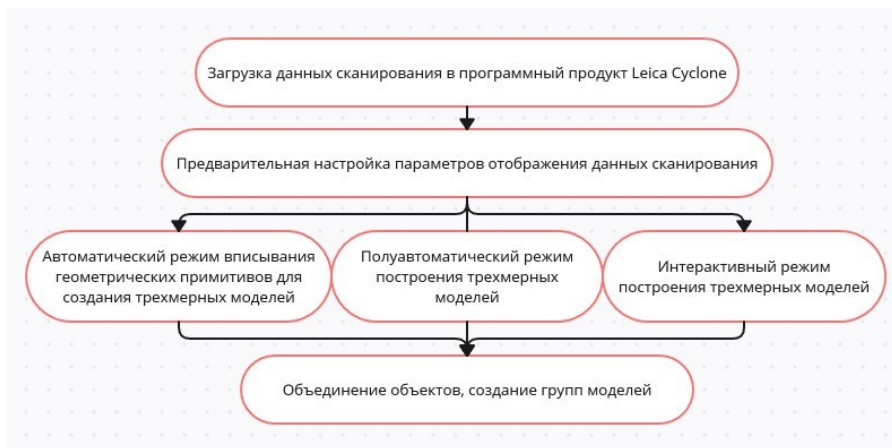 Загрузка данных сканирования в программный продукт Leica Cyclone
Предварительная настройка параметров отображения данных сканирования
Автоматический режим вписывания
геометрических примитивов для
создания трехмерных моделей
Полуавтоматический режим
построения трехмерных
моделей
Интерактивный режим
построения трехмерных моделей
Объединение объектов, создание групп моделей